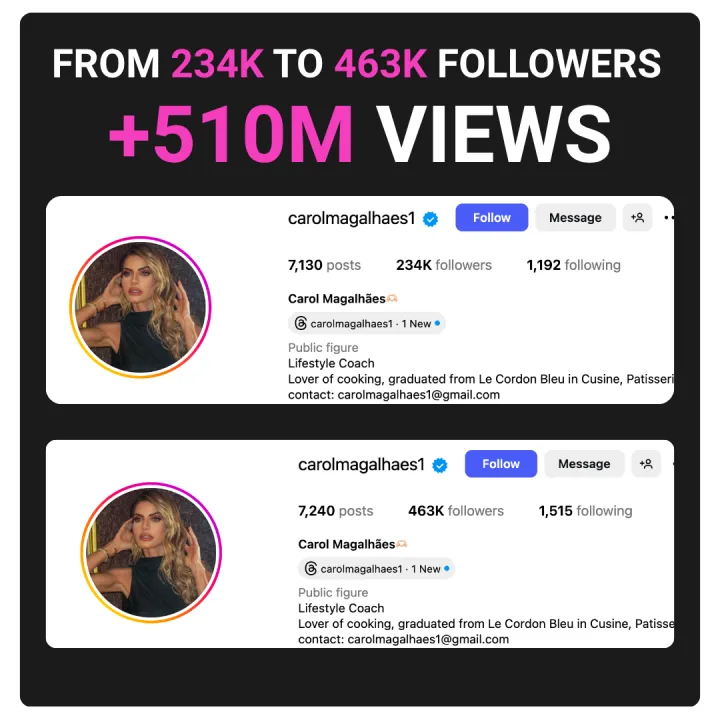 FROM 234K TO 463K FOLLOWERS
+510M VIEWS
carolmagalhaes1 Follow Message
7,130 posts 234K followers 1,192 following
Carol Magalhães
carolmagalhaes1 · 1 New
Public figure
Lifestyle Coach
Lover of cooking, graduated from Le Cordon Bleu in Cusine, Patisseri
contact: carolmagalhaes1@gmail.com
carolmagalhaes1 Follow Message
7,240 posts 463K followers 1,515 following
Carol Magalhães
carolmagalhaes1 · 1 New
Public figure
Lifestyle Coach
Lover of cooking, graduated from Le Cordon Bleu in Cusine, Patisse
contact: carolmagalhaes1@gmail.com